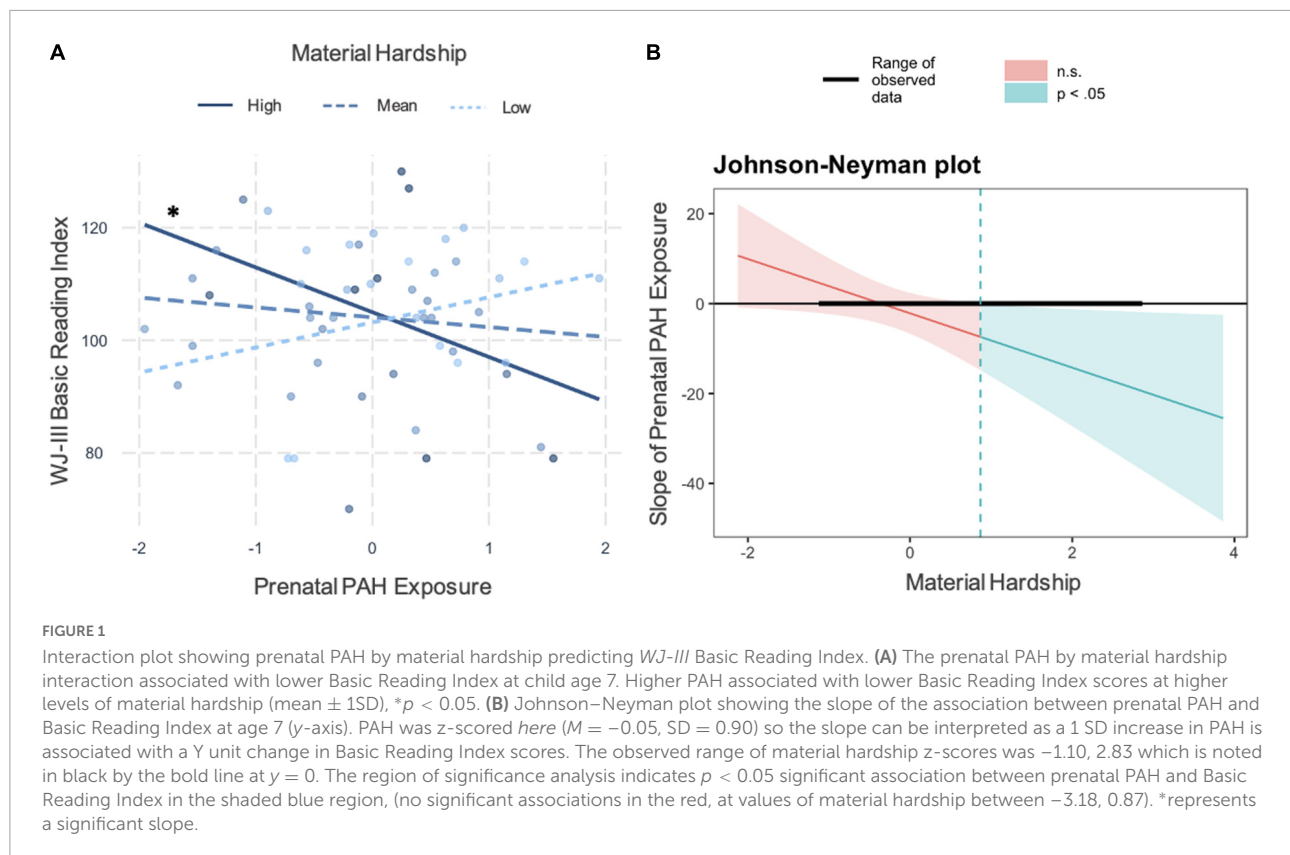 A
Material Hardship
High Mean Low
WJ-III Basic Reading Index
120
100
80
-2 -1 0 1 2
Prenatal PAH Exposure
B
Range of
observed
data
n.s.
p < .05
Johnson-Neyman plot
Slope of Prenatal PAH Exposure
20
0
-20
-40
-2 0 2 4
Material Hardship
*
FIGURE 1
Interaction plot showing prenatal PAH by material hardship predicting WJ-III Basic Reading Index. (A) The prenatal PAH by material hardship
interaction associated with lower Basic Reading Index at child age 7. Higher PAH associated with lower Basic Reading Index scores at higher
levels of material hardship (mean ± 1SD), *p < 0.05. (B) Johnson–Neyman plot showing the slope of the association between prenatal PAH and
Basic Reading Index at age 7 (y-axis). PAH was z-scored here (M = −0.05, SD = 0.90) so the slope can be interpreted as a 1 SD increase in PAH is
associated with a Y unit change in Basic Reading Index scores. The observed range of material hardship z-scores was −1.10, 2.83 which is noted
in black by the bold line at y = 0. The region of significance analysis indicates p < 0.05 significant association between prenatal PAH and Basic
Reading Index in the shaded blue region, (no significant associations in the red, at values of material hardship between −3.18, 0.87). *represents
a significant slope.